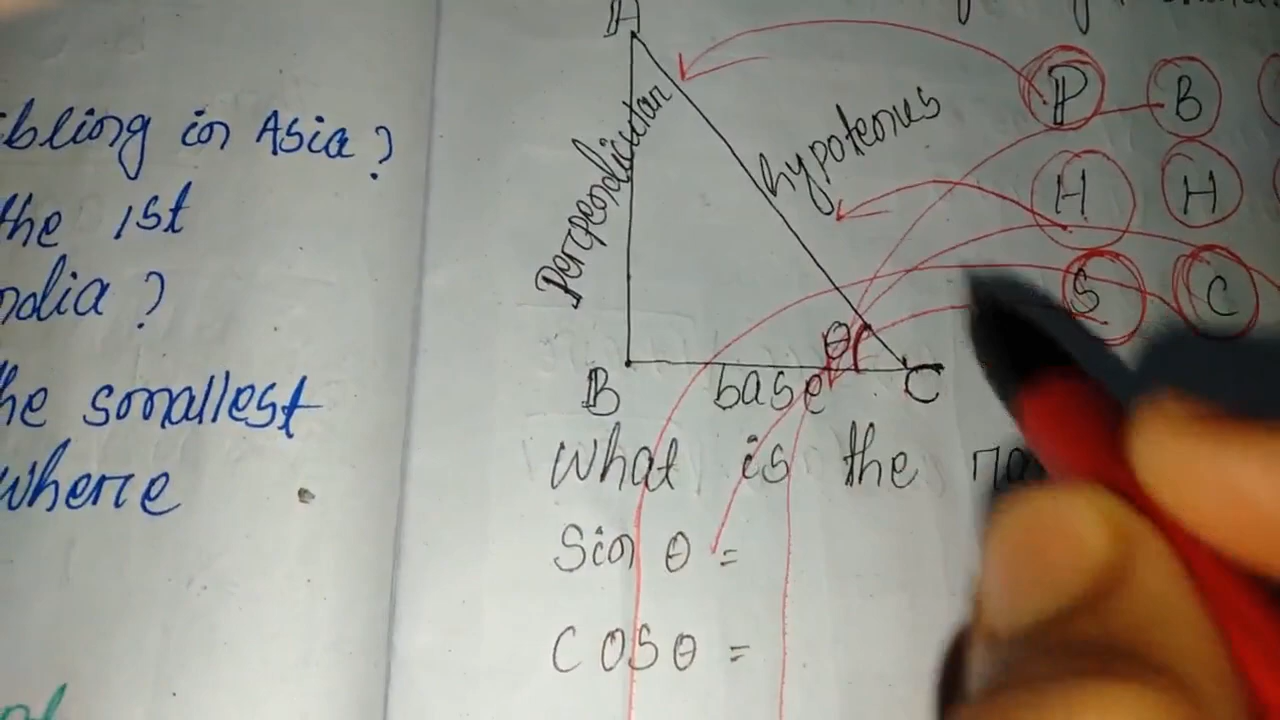 bling in Asia?
the 1st
ndia?
he smallest
where
A
Perpendicular
hypotenus
B
base
θ
C
P B
H H
S C
What is the
Sin θ =
COS θ =